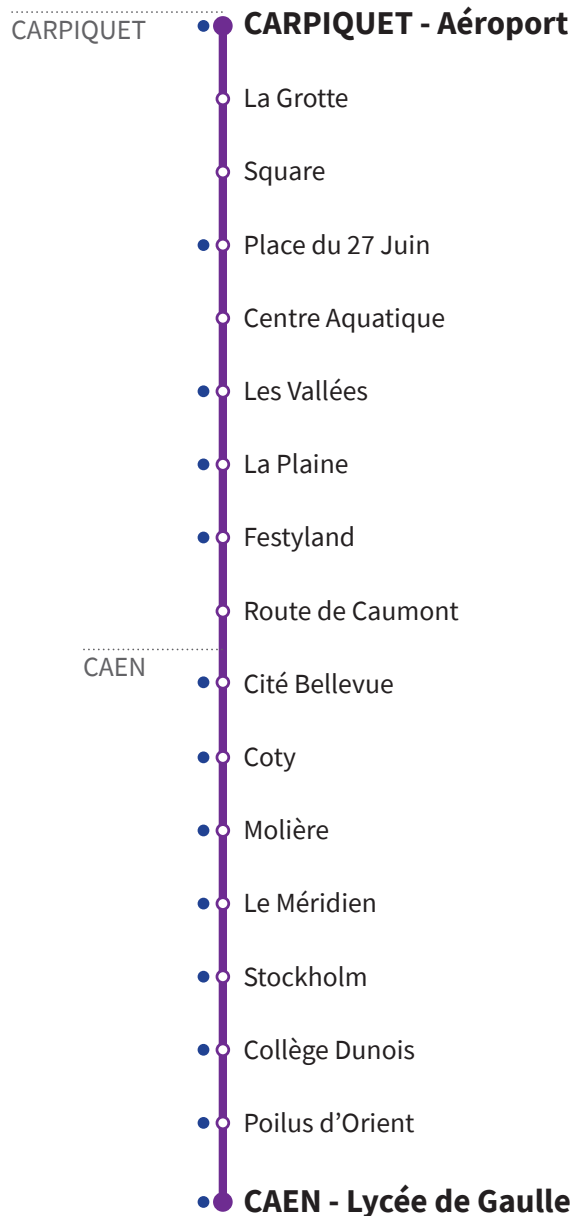 CARPIQUET
CARPIQUET - Aéroport
La Grotte
Square
Place du 27 Juin
Centre Aquatique
Les Vallées
La Plaine
Festyland
Route de Caumont
CAEN
Cité Bellevue
Coty
Molière
Le Méridien
Stockholm
Collège Dunois
Poilus d’Orient
CAEN - Lycée de Gaulle